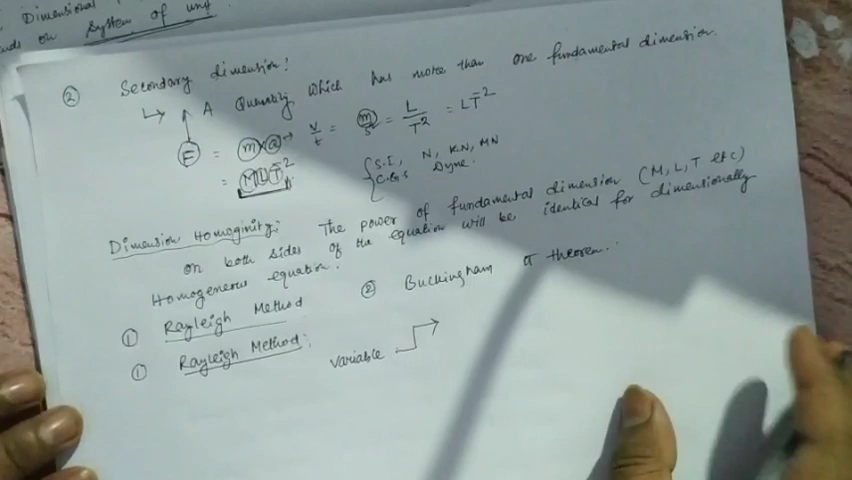 Dimensional
on System of unit
② Secondary dimension!
↳ A Quantity which has more than one fundamental dimension.
F = m × a → v/t = m/s² = L/T² = LT⁻²
= MLT⁻²
S.I, N, KN, MN
C.G.S Dyne.
Dimension Homoginity: The power of fundamental dimension (M, L, T etc)
on both sides of the equation will be identical for dimensionally
Homogeneous equation.
① Rayleigh Method ② Buckingham π theorem.
① Rayleigh Method:
variable